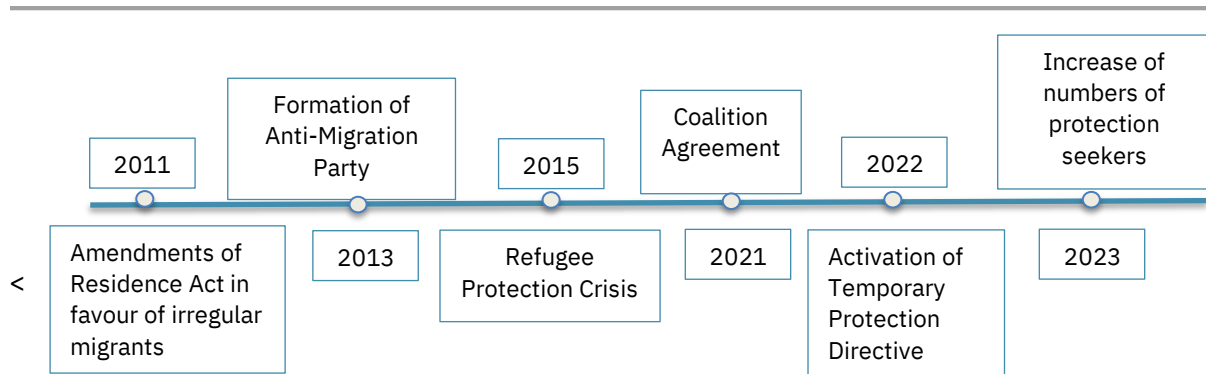 2011
Amendments of
Residence Act in
favour of irregular
migrants
Formation of
Anti-Migration
Party
2013
2015
Refugee
Protection Crisis
Coalition
Agreement
2021
2022
Activation of
Temporary
Protection
Directive
Increase of
numbers of
protection
seekers
2023
<